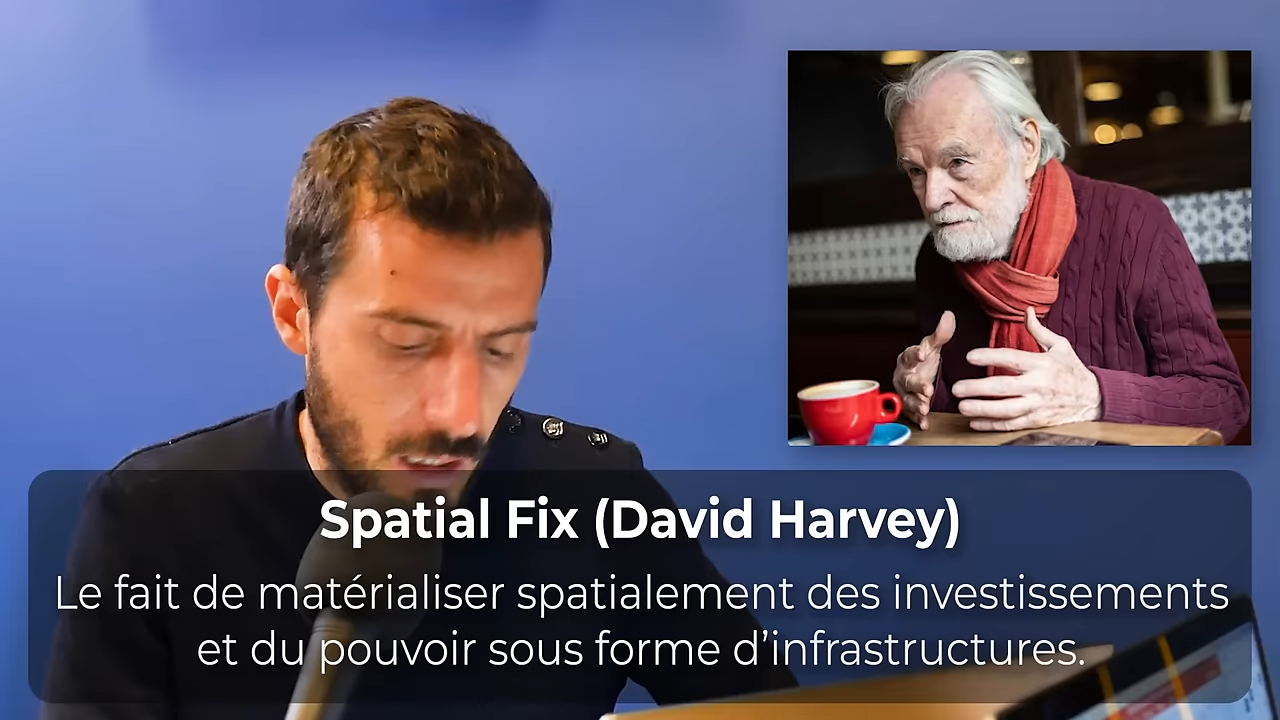 Spatial Fix (David Harvey)
Le fait de matérialiser spatialement des investissements
et du pouvoir sous forme d’infrastructures.